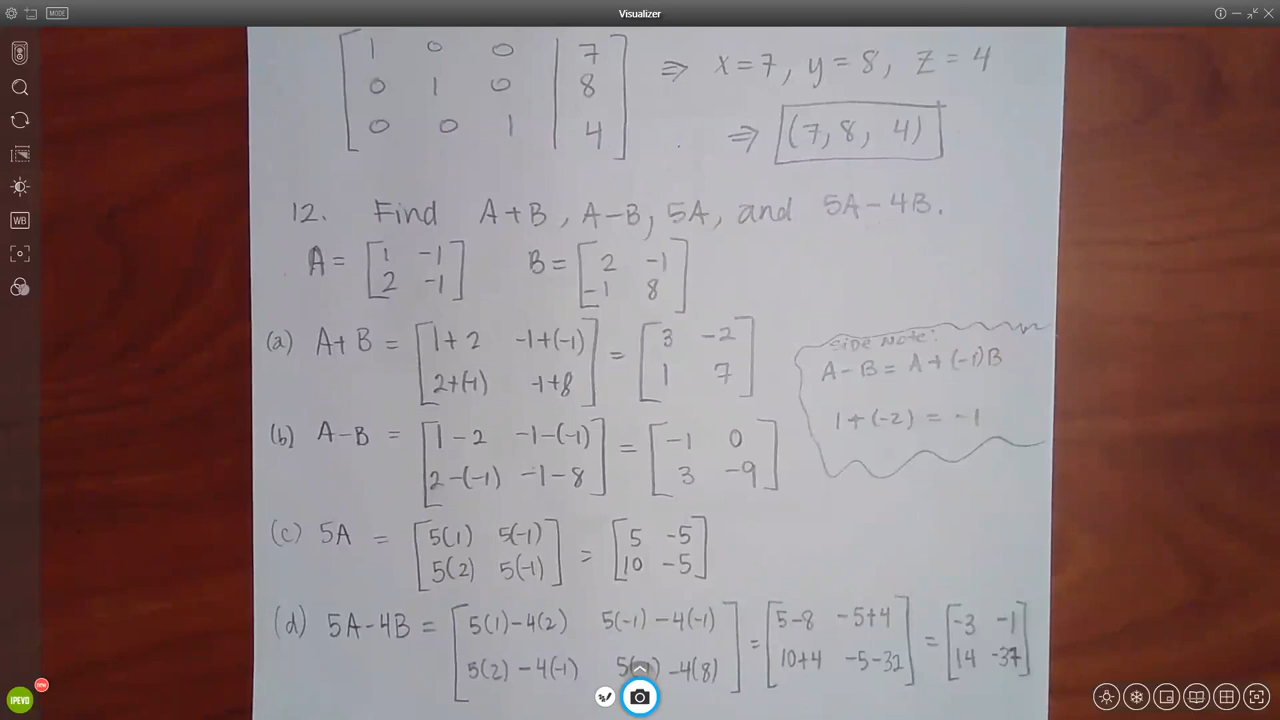 MODE
Visualizer
[1 0 0 | 7] ⇒ x = 7, y = 8, z = 4
[0 1 0 | 8]
[0 0 1 | 4] ⇒ (7, 8, 4)
12. Find A+B, A-B, 5A, and 5A-4B.
A = [1 -1; 2 -1] B = [2 -1; -1 8]
(a) A+B = [1+2 -1+(-1); 2+(-1) -1+8] = [3 -2; 1 7]
Side Note:
A-B = A+(-1)B
1+(-2) = -1
(b) A-B = [1-2 -1-(-1); 2-(-1) -1-8] = [-1 0; 3 -9]
(c) 5A = [5(1) 5(-1); 5(2) 5(-1)] = [5 -5; 10 -5]
(d) 5A-4B = [5(1)-4(2) 5(-1)-4(-1); 5(2)-4(-1) 5(-1)-4(8)] = [5-8 -5+4; 10+4 -5-32] = [-3 -1; 14 -37]
WB
IPEVO